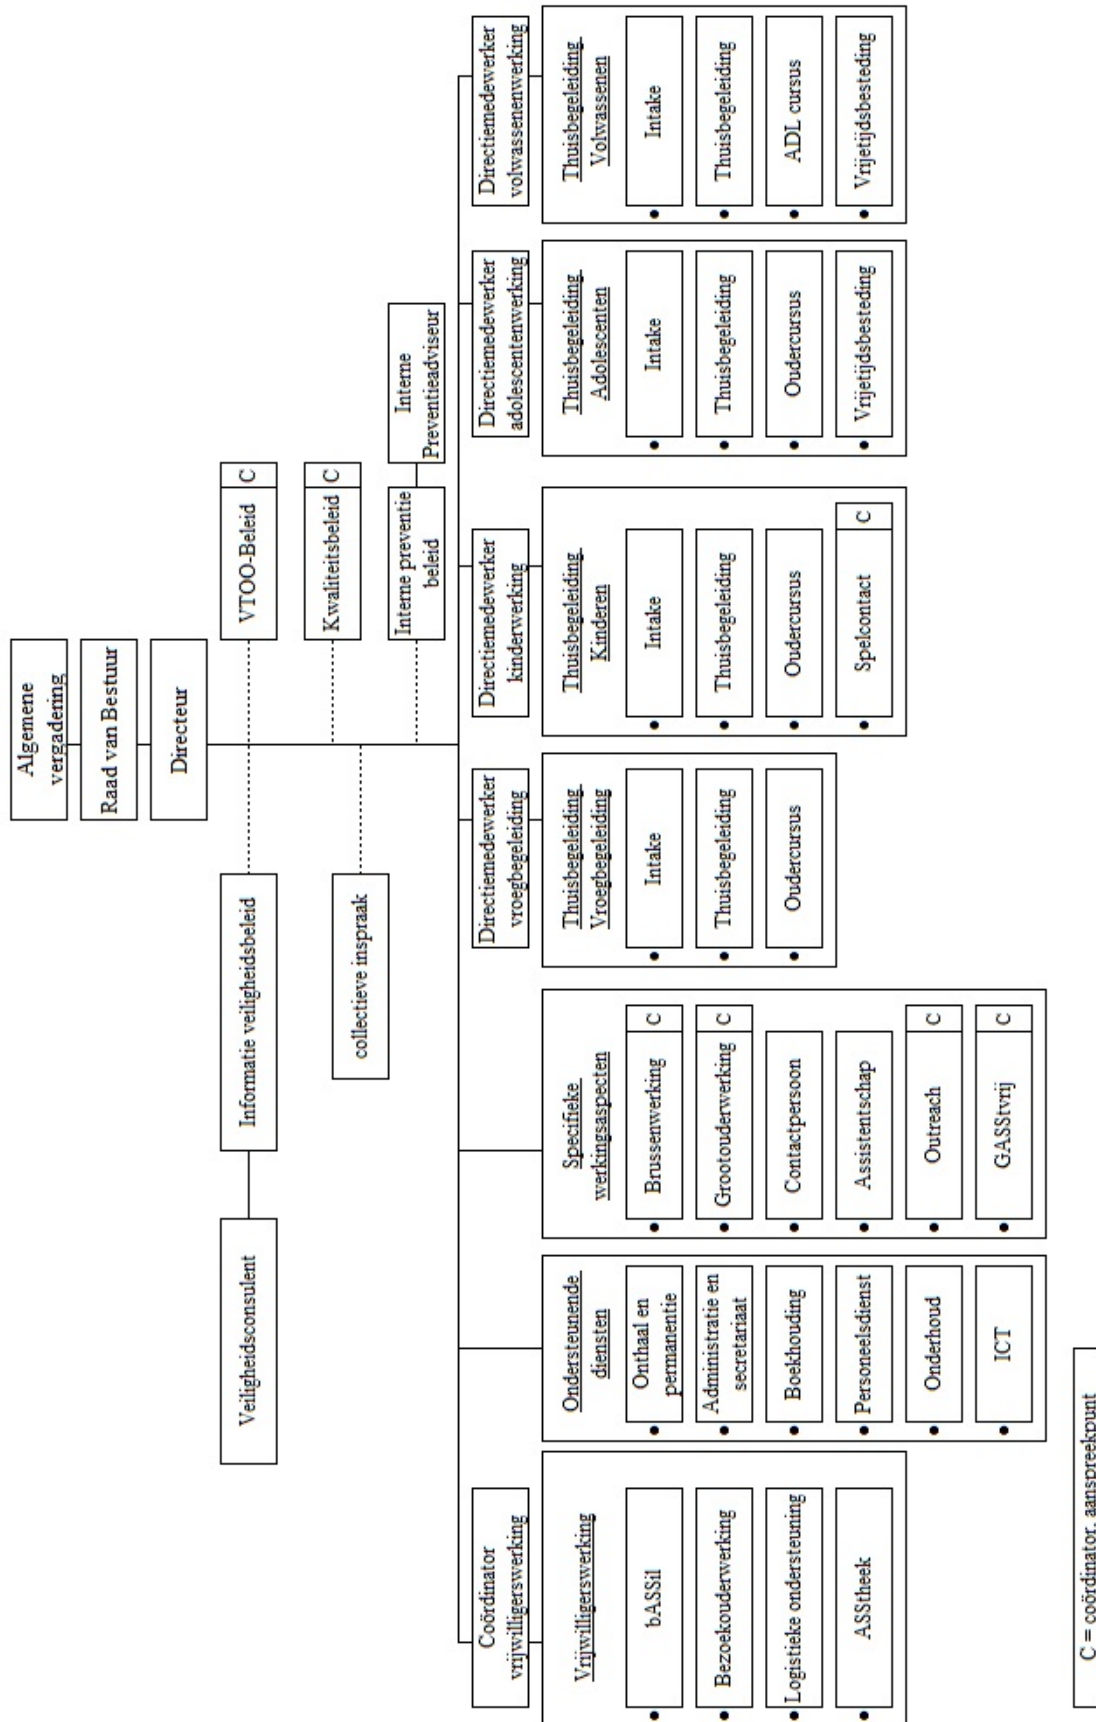 Algemene
vergadering
Raad van Bestuur
Directeur
Veiligheidsconsulent
Informatie veiligheidsbeleid
VTOO-Beleid
C
Kwaliteitsbeleid
C
collectieve inspraak
Interne preventie
beleid
Interne
Preventieadviseur
Coördinator
vrijwilligerswerking
Vrijwilligerswerking
bASSil
Bezoekouderwerking
Logistieke ondersteuning
ASStheek
Ondersteunende
diensten
Onthaal en
permanentie
Administratie en
secretariaat
Boekhouding
Personeelsdienst
Onderhoud
ICT
Specifieke
werkingsaspecten
Brussenwerking
C
Grootouderwerking
C
Contactpersoon
Assistentschap
Outreach
C
GASStvrij
C
Directiemedewerker
vroegbegeleiding
Thuisbegeleiding
Vroegbegeleiding
Intake
Thuisbegeleiding
Oudercursus
Directiemedewerker
kinderwerking
Thuisbegeleiding
Kinderen
Intake
Thuisbegeleiding
Oudercursus
Spelcontact
C
Directiemedewerker
adolescentenwerking
Thuisbegeleiding
Adolescenten
Intake
Thuisbegeleiding
Oudercursus
Vrijetijdsbesteding
Directiemedewerker
volwassenenwerking
Thuisbegeleiding
Volwassenen
Intake
Thuisbegeleiding
ADL cursus
Vrijetijdsbesteding
C = coördinator, aanspreekpunt